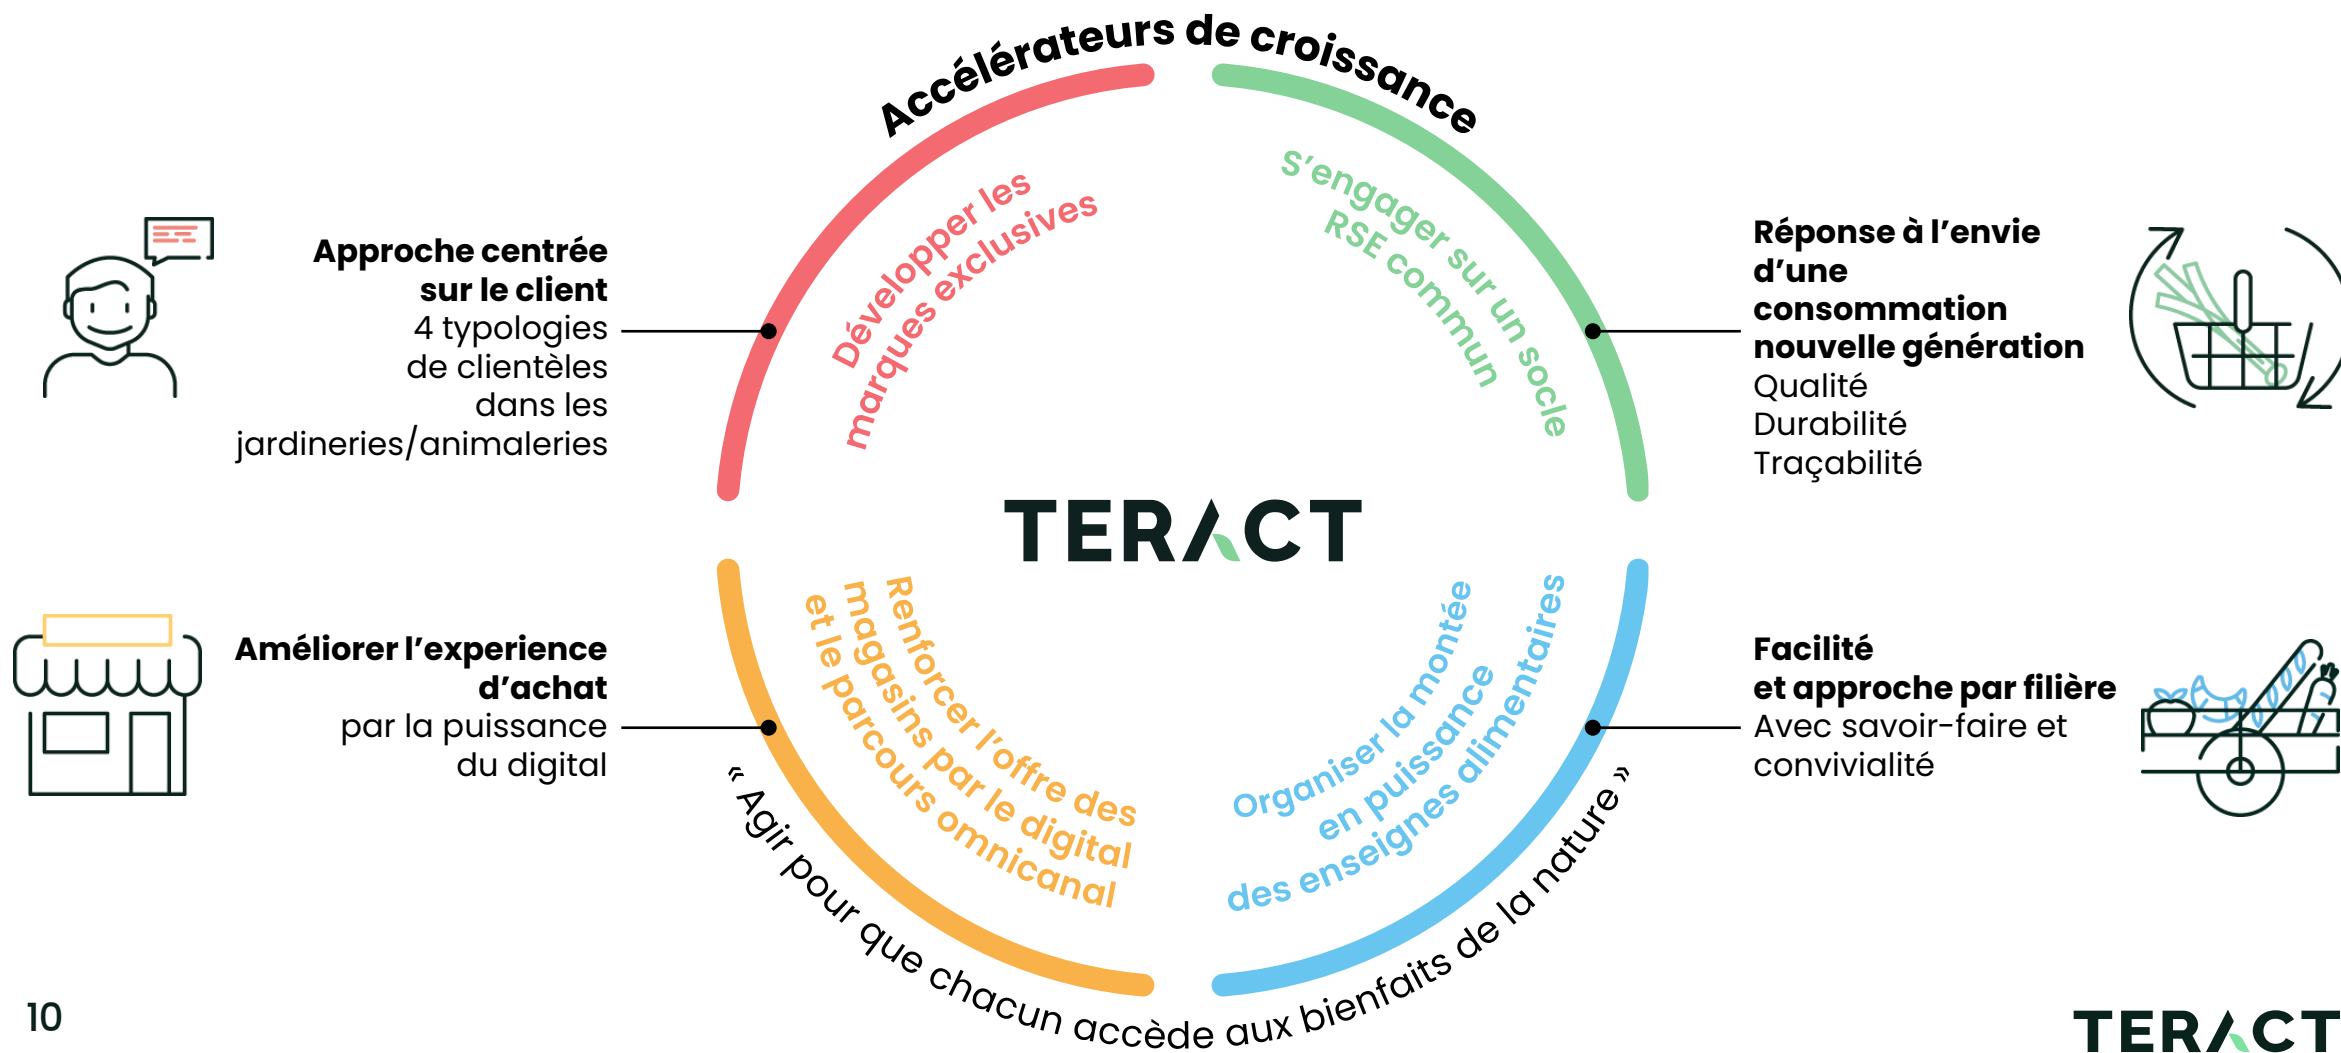 Accélérateurs de croissance
Développer les
marques exclusives
S’engager sur un socle
RSE commun
Approche centrée
sur le client
4 typologies
de clientèles
dans les
jardineries/animaleries
Réponse à l’envie
d’une
consommation
nouvelle génération
Qualité
Durabilité
Traçabilité
TERACT
Améliorer l’experience
d’achat
par la puissance
du digital
Renforcer l’offre des
magasins par le digital
et le parcours omnicanal
Organiser la montée
en puissance
des enseignes alimentaires
Facilité
et approche par filière
Avec savoir-faire et
convivialité
« Agir pour que chacun accède aux bienfaits de la nature »
10
TERACT